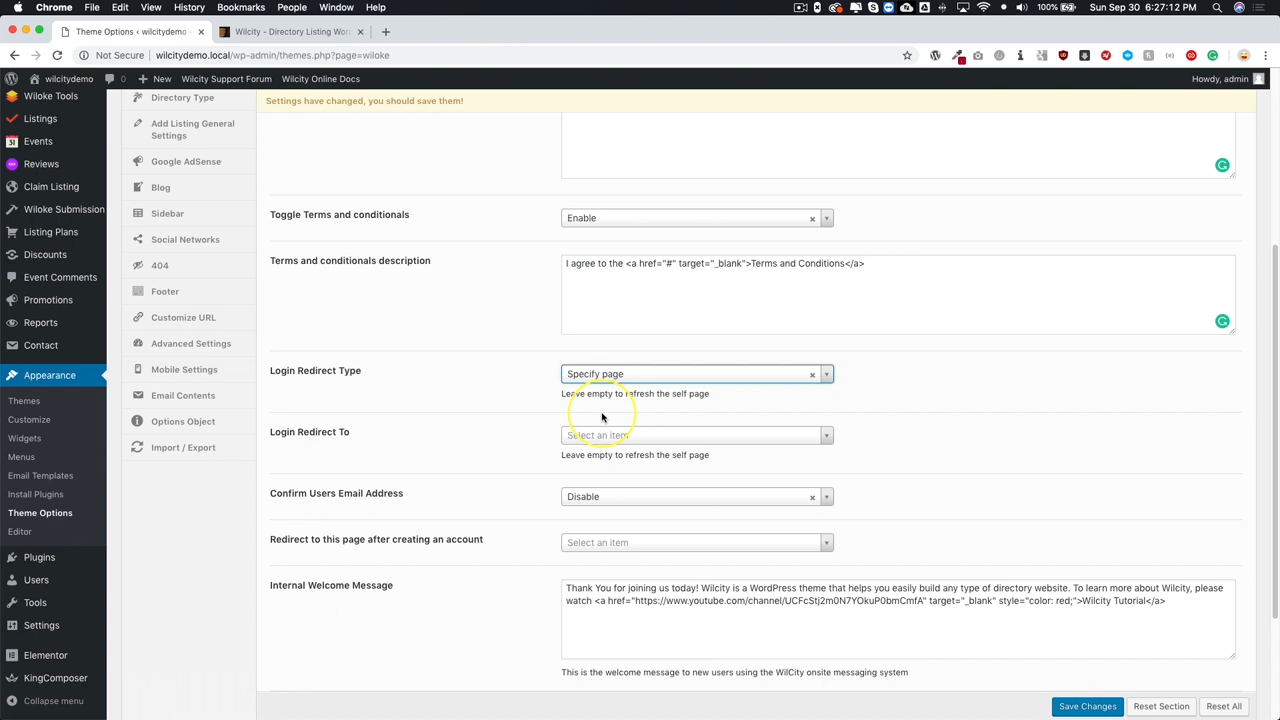 Chrome File Edit View History Bookmarks People Window Help
100% Sun Sep 30 6:27:12 PM
Theme Options ‹ wilcitydemo –
Wilcity - Directory Listing Wor
Not Secure wilcitydemo.local/wp-admin/themes.php?page=wiloke
wilcitydemo 0 New Wilcity Support Forum Wilcity Online Docs Howdy, admin
Wiloke Tools
Listings
Events
Reviews
Claim Listing
Wiloke Submission
Listing Plans
Discounts
Event Comments
Promotions
Reports
Contact
Appearance
Themes
Customize
Widgets
Menus
Email Templates
Install Plugins
Theme Options
Editor
Plugins
Users
Tools
Settings
Elementor
KingComposer
Collapse menu
Directory Type
Add Listing General
Settings
Google AdSense
Blog
Sidebar
Social Networks
404
Footer
Customize URL
Advanced Settings
Mobile Settings
Email Contents
Options Object
Import / Export
Settings have changed, you should save them!
Toggle Terms and conditionals
Enable
Terms and conditionals description
I agree to the <a href="#" target="_blank">Terms and Conditions</a>
Login Redirect Type
Specify page
Leave empty to refresh the self page
Login Redirect To
Select an item
Leave empty to refresh the self page
Confirm Users Email Address
Disable
Redirect to this page after creating an account
Select an item
Internal Welcome Message
Thank You for joining us today! Wilcity is a WordPress theme that helps you easily build any type of directory website. To learn more about Wilcity, please
watch <a href="https://www.youtube.com/channel/UCFcStj2m0N7YOkuP0bmCmfA" target="_blank" style="color: red;">Wilcity Tutorial</a>
This is the welcome message to new users using the WilCity onsite messaging system
Save Changes Reset Section Reset All